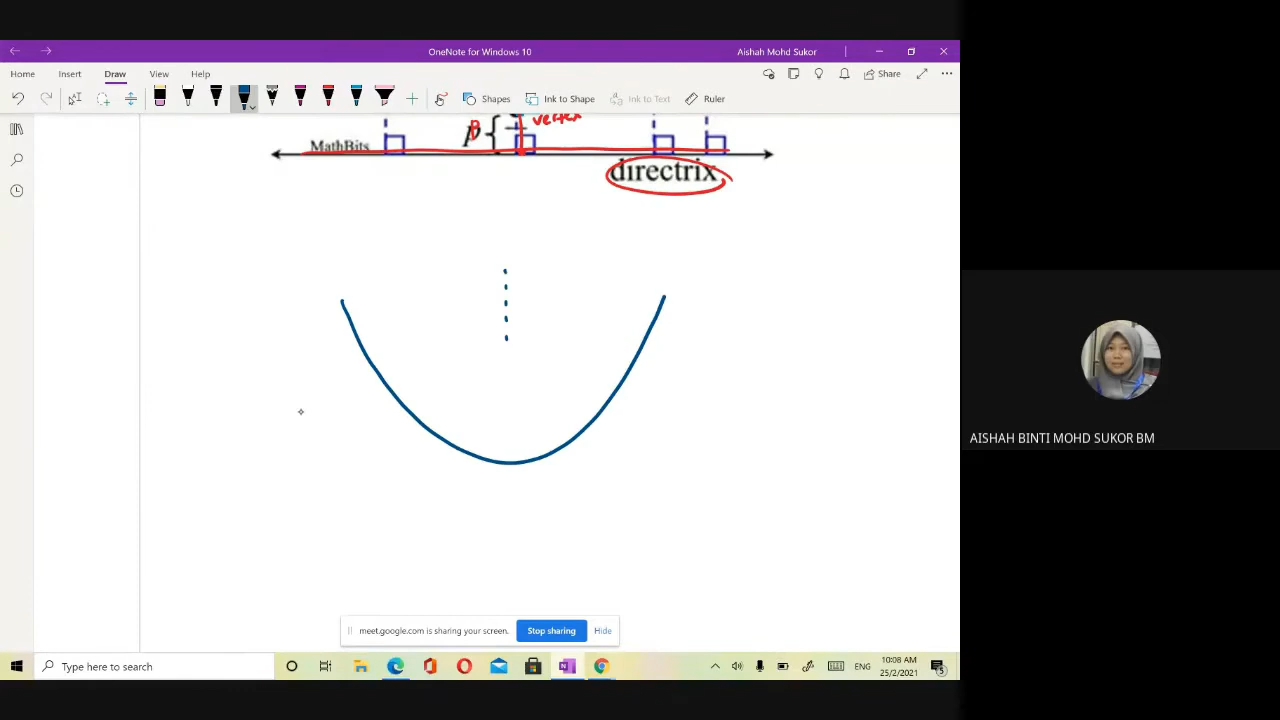 OneNote for Windows 10
Aishah Mohd Sukor
Home Insert Draw View Help
Share
Shapes Ink to Shape Ink to Text Ruler
p P vertex
MathBits
directrix
AISHAH BINTI MOHD SUKOR BM
meet.google.com is sharing your screen. Stop sharing Hide
Type here to search
ENG
10:08 AM
25/2/2021
5